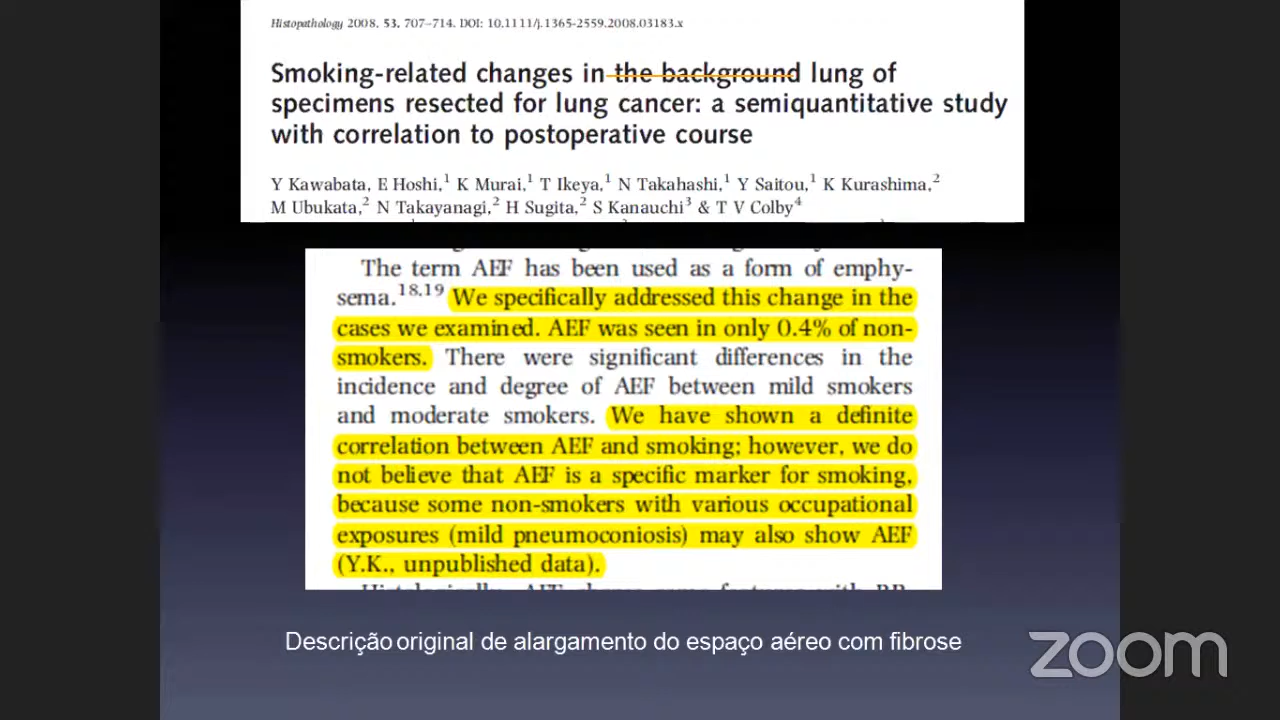 Histopathology 2008, 53, 707–714. DOI: 10.1111/j.1365-2559.2008.03183.x
Smoking-related changes in the background lung of
specimens resected for lung cancer: a semiquantitative study
with correlation to postoperative course
Y Kawabata, E Hoshi,1 K Murai,1 T Ikeya,1 N Takahashi,1 Y Saitou,1 K Kurashima,2
M Ubukata,2 N Takayanagi,2 H Sugita,2 S Kanauchi3 & T V Colby4
The term AEF has been used as a form of emphy-
sema.18,19 We specifically addressed this change in the
cases we examined. AEF was seen in only 0.4% of non-
smokers. There were significant differences in the
incidence and degree of AEF between mild smokers
and moderate smokers. We have shown a definite
correlation between AEF and smoking; however, we do
not believe that AEF is a specific marker for smoking,
because some non-smokers with various occupational
exposures (mild pneumoconiosis) may also show AEF
(Y.K., unpublished data).
Descrição original de alargamento do espaço aéreo com fibrose
zoom